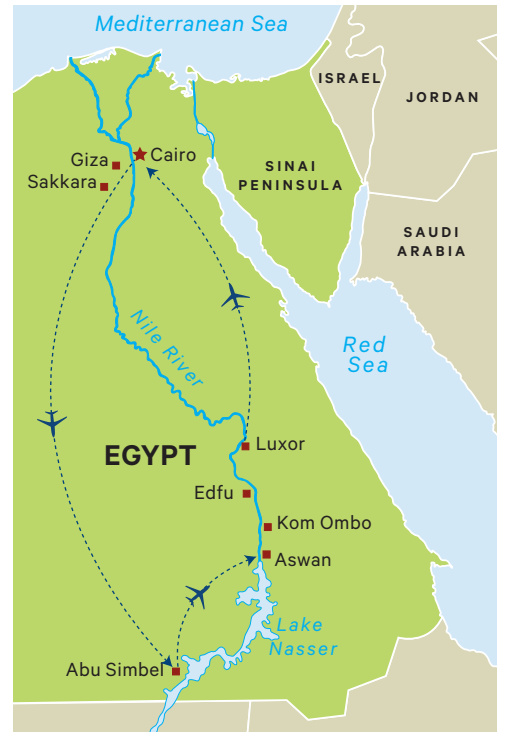 Mediterranean Sea
ISRAEL
JORDAN
Giza
Cairo
Sakkara
SINAI
PENINSULA
SAUDI
ARABIA
Nile River
Red
Sea
EGYPT
Luxor
Edfu
Kom Ombo
Aswan
Lake
Nasser
Abu Simbel